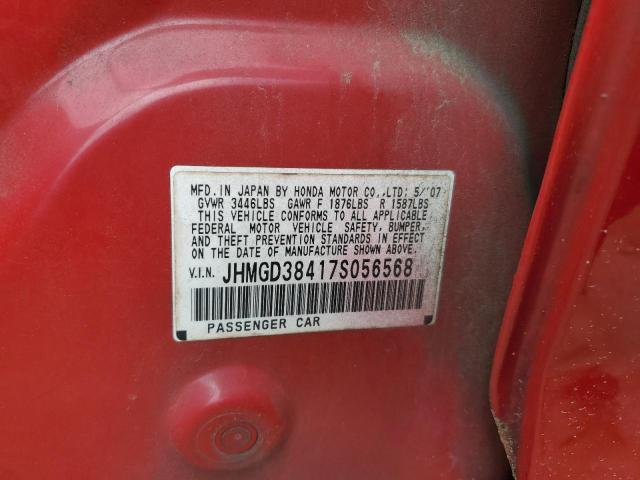 MFD. IN JAPAN BY HONDA MOTOR CO., LTD: 5/'07
GVWR 3446LBS GAWR F 1876LBS R 1587LBS
THIS VEHICLE CONFORMS TO ALL APPLICABLE
FEDERAL MOTOR VEHICLE SAFETY, BUMPER,
AND THEFT PREVENTION STANDARDS IN EFFECT
ON THE DATE OF MANUFACTURE SHOWN ABOVE.
V.I.N. JHMGD38417S056568
PASSENGER CAR